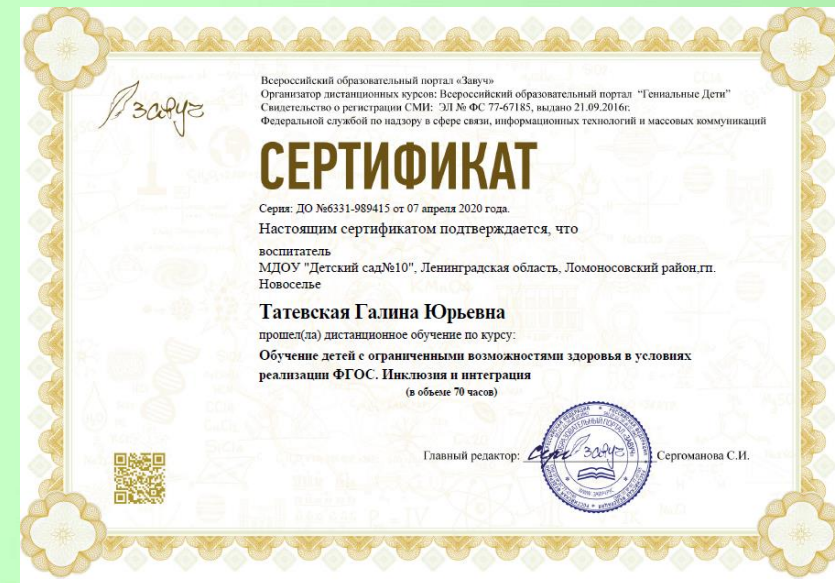 завуч
Всероссийский образовательный портал «Завуч»
Организатор дистанционных курсов: Всероссийский образовательный портал "Гениальные Дети"
Свидетельство о регистрации СМИ: ЭЛ № ФС 77-67185, выдано 21.09.2016г.
Федеральной службой по надзору в сфере связи, информационных технологий и массовых коммуникаций
СЕРТИФИКАТ
Серия: ДО №6331-989415 от 07 апреля 2020 года.
Настоящим сертификатом подтверждается, что
воспитатель
МДОУ "Детский сад№10", Ленинградская область, Ломоносовский район,гп.
Новоселье
Татевская Галина Юрьевна
прошел(ла) дистанционное обучение по курсу:
Обучение детей с ограниченными возможностями здоровья в условиях
реализации ФГОС. Инклюзия и интеграция
(в объеме 70 часов)
Главный редактор:
завуч
Сергоманова С.И.